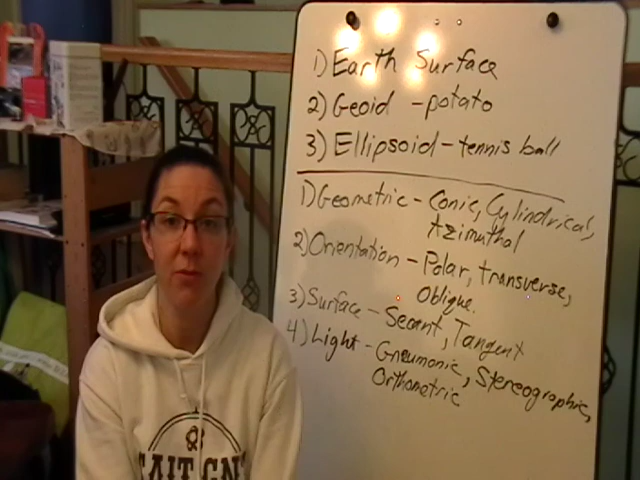 1) Earth Surface
2) Geoid - potato
3) Ellipsoid - tennis ball
1) Geometric - Conic, Cylindrical,
Azimuthal
2) Orientation - Polar, transverse,
Oblique.
3) Surface - Secant, Tangent
4) Light - Gneumonic, Stereographic,
Orthometric